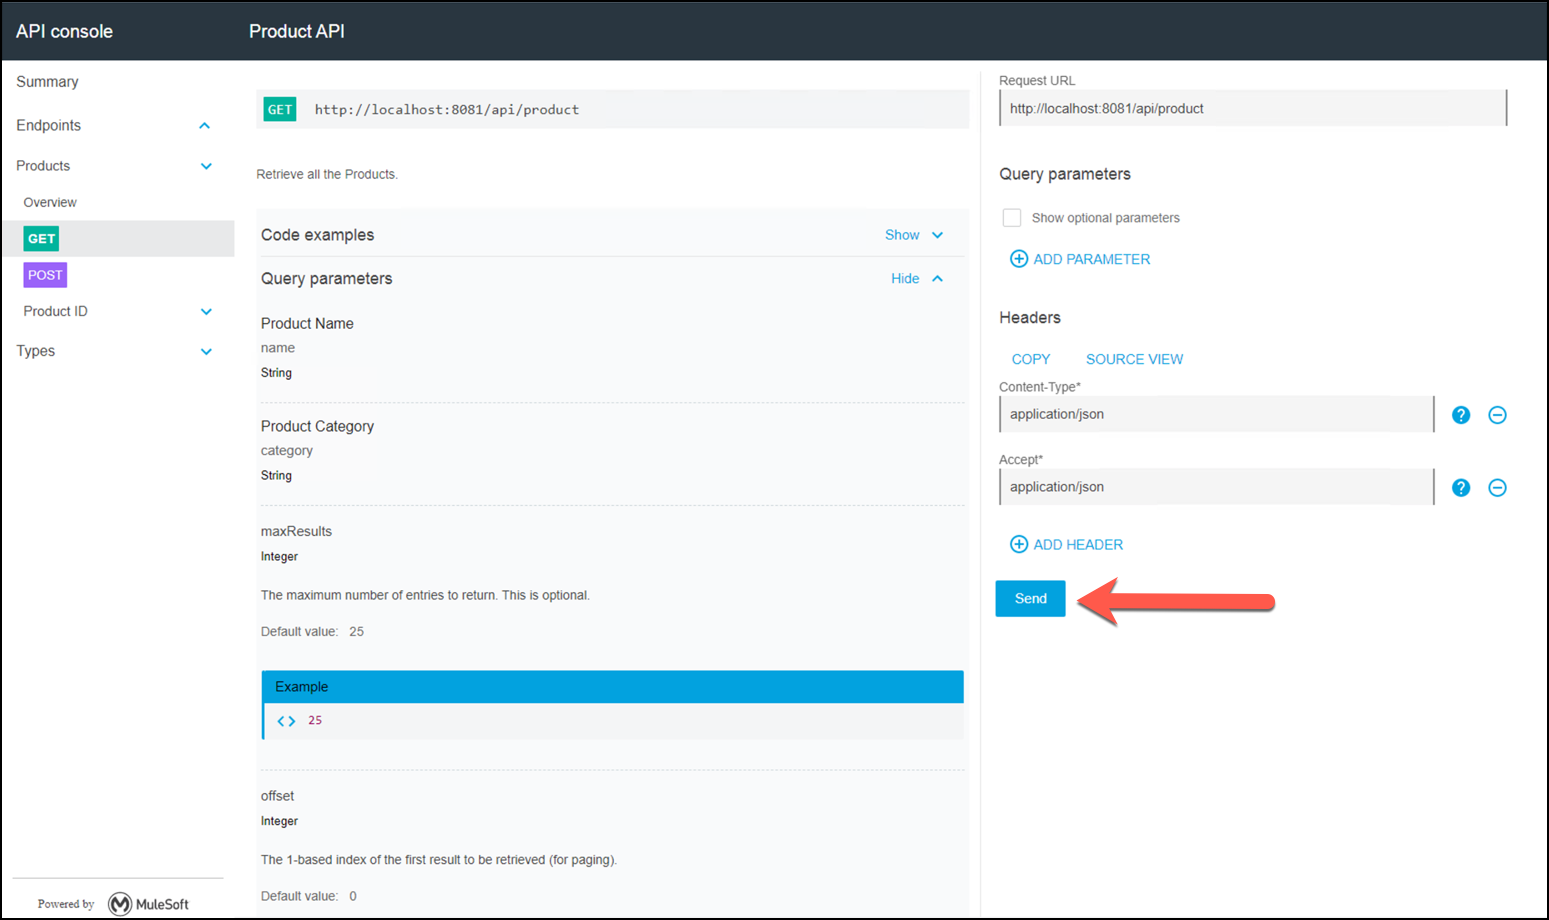 API console
Product API
Summary
Endpoints
Products
Overview
GET
POST
Product ID
Types
Powered by MuleSoft
GET http://localhost:8081/api/product
Retrieve all the Products.
Code examples Show
Query parameters Hide
Product Name
name
String
Product Category
category
String
maxResults
Integer
The maximum number of entries to return. This is optional.
Default value: 25
Example
<> 25
offset
Integer
The 1-based index of the first result to be retrieved (for paging).
Default value: 0
Request URL
http://localhost:8081/api/product
Query parameters
Show optional parameters
ADD PARAMETER
Headers
COPY SOURCE VIEW
Content-Type*
application/json
Accept*
application/json
ADD HEADER
Send